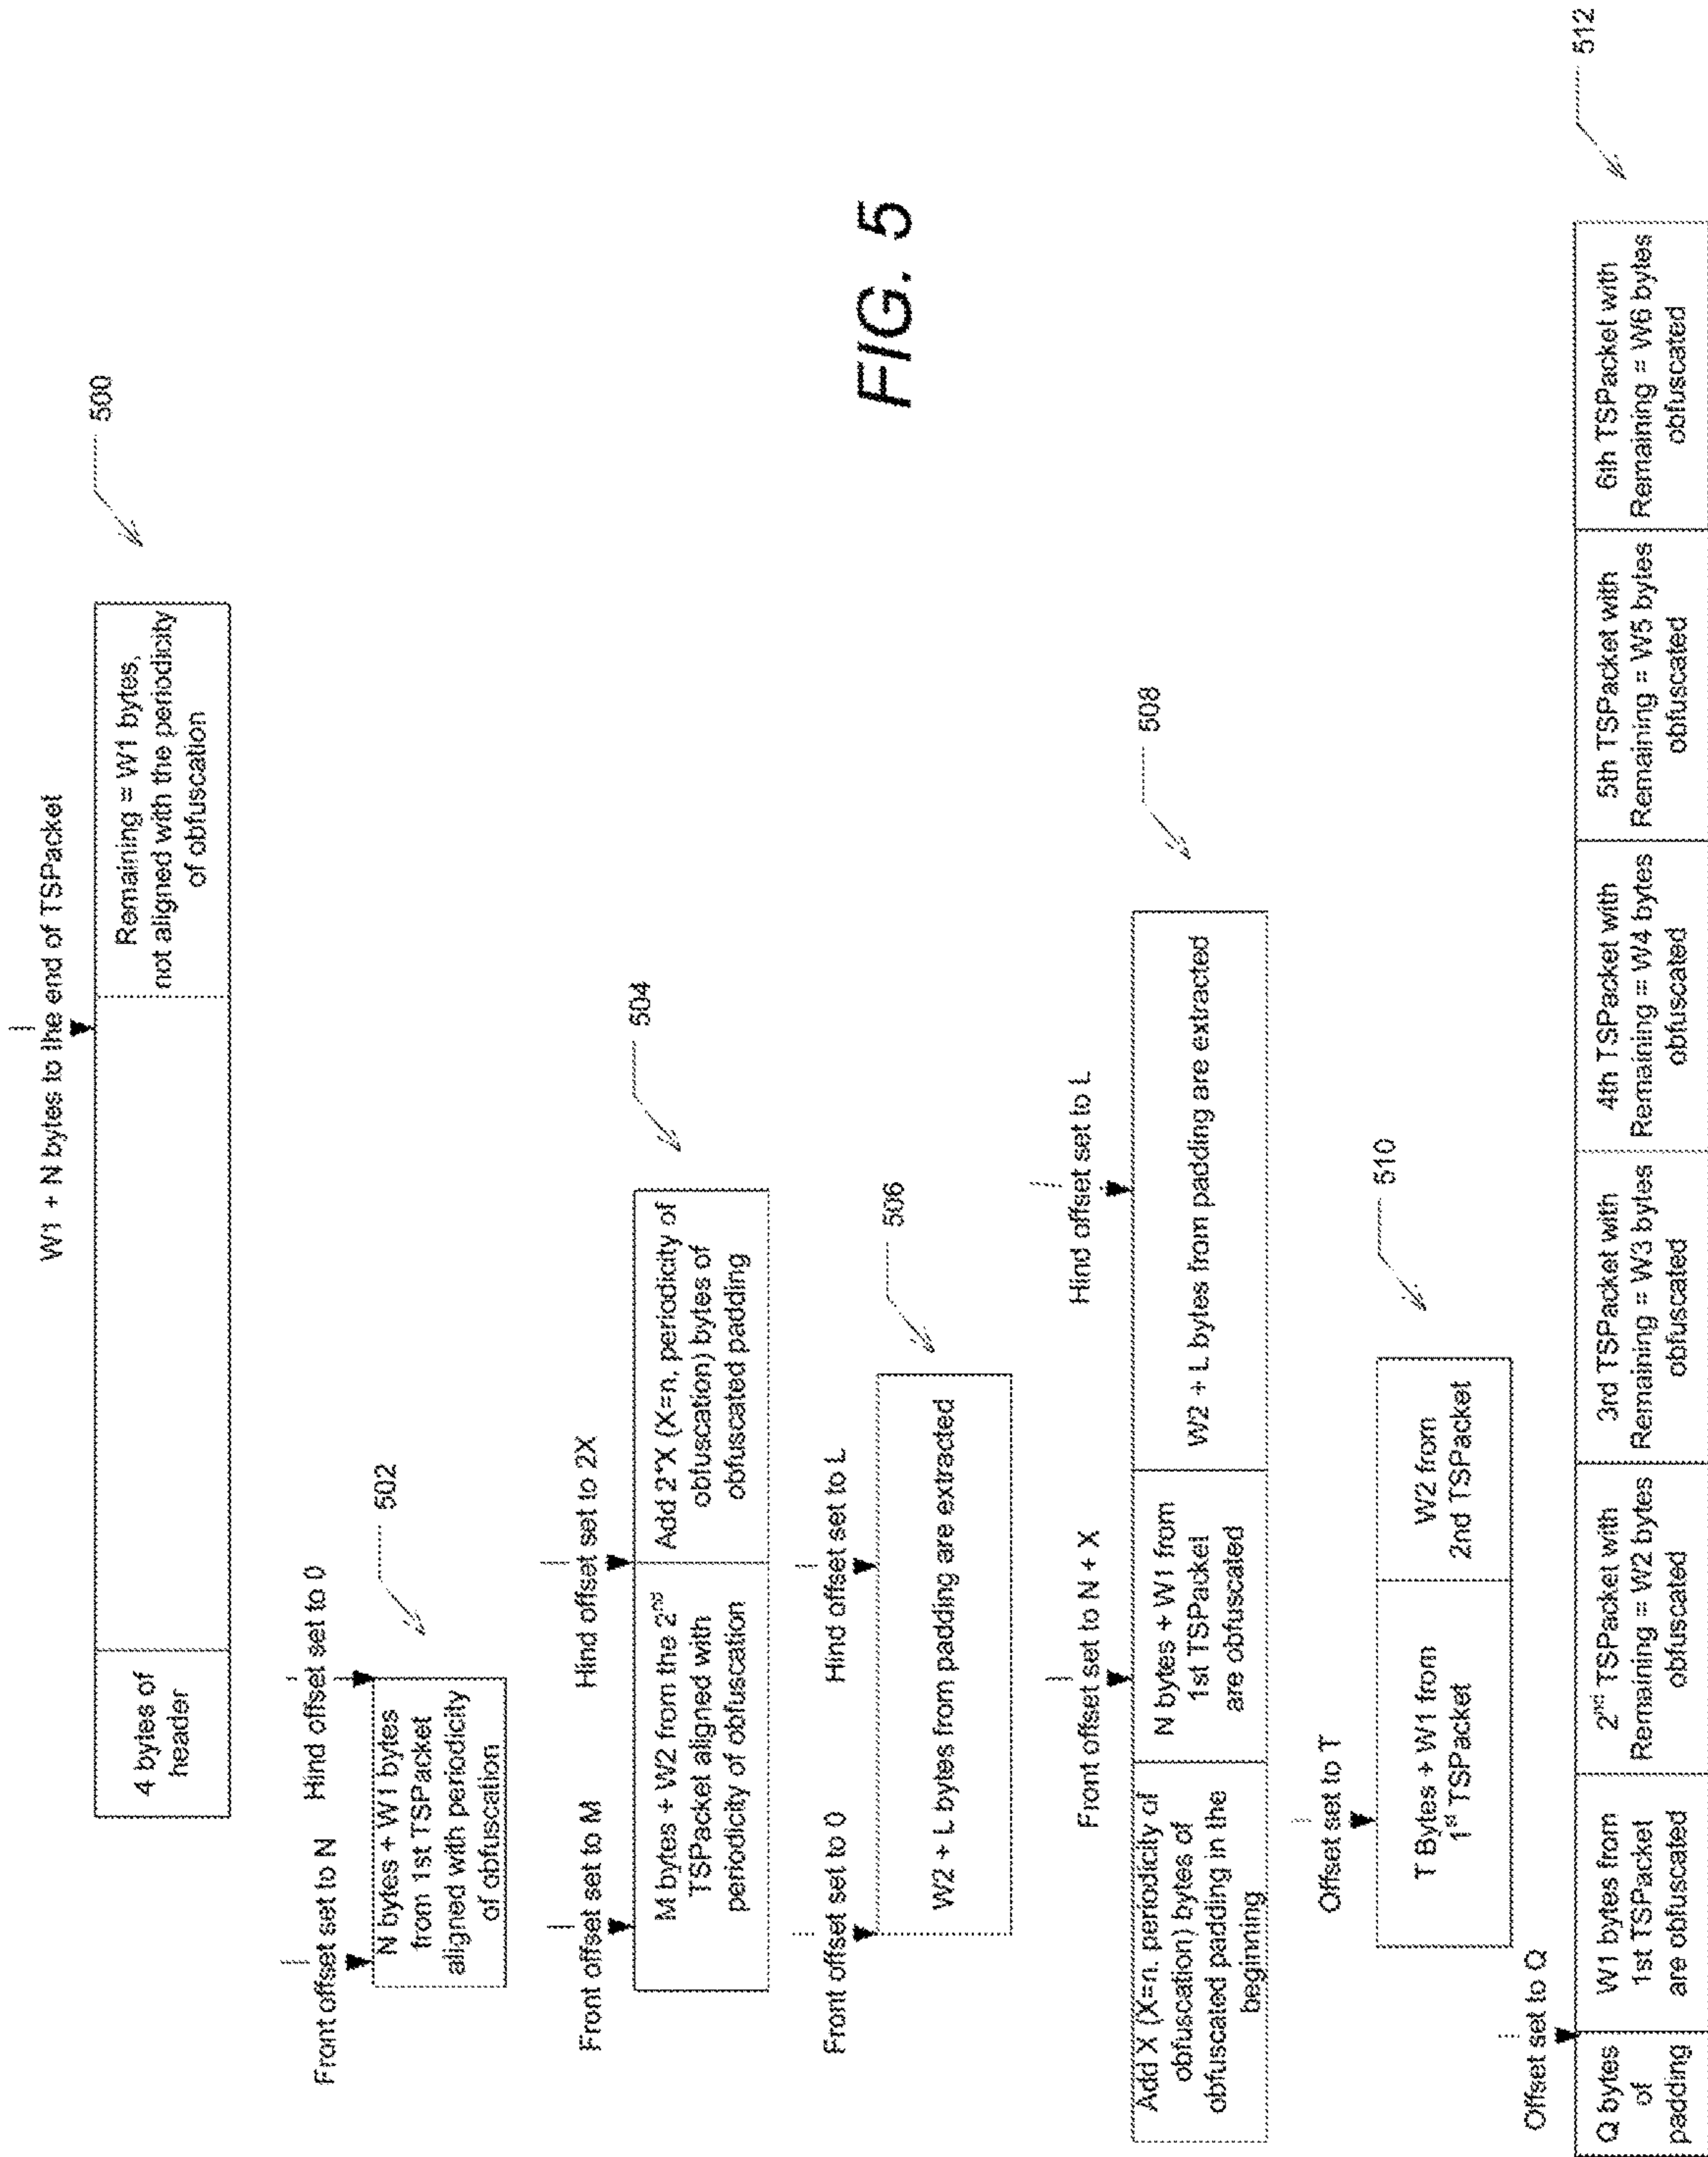 W1 + N bytes to the end of TSPacket
500
4 bytes of
header
Remaining = W1 bytes,
not aligned with the periodicity
of obfuscation
Front offset set to N
Hind offset set to 0
502
N bytes + W1 bytes
from 1st TSPacket
aligned with periodicity
of obfuscation
Front offset set to M
Hind offset set to 2X
504
M bytes + W2 from the 2nd
TSPacket aligned with
periodicity of obfuscation
Add 2*X (X=n, periodicity of
obfuscation) bytes of
obfuscated padding
Front offset set to 0
Hind offset set to L
506
W2 + L bytes from padding are extracted
FIG. 5
Front offset set to N + X
Hind offset set to L
508
Add X (X=n, periodicity of
obfuscation) bytes of
obfuscated padding in the
beginning
N bytes + W1 from
1st TSPacket
are obfuscated
W2 + L bytes from padding are extracted
Offset set to T
510
T Bytes + W1 from
1st TSPacket
W2 from
2nd TSPacket
Offset set to Q
512
Q bytes
of
padding
W1 bytes from
1st TSPacket
are obfuscated
2nd TSPacket with
Remaining = W2 bytes
obfuscated
3rd TSPacket with
Remaining = W3 bytes
obfuscated
4th TSPacket with
Remaining = W4 bytes
obfuscated
5th TSPacket with
Remaining = W5 bytes
obfuscated
6th TSPacket with
Remaining = W6 bytes
obfuscated